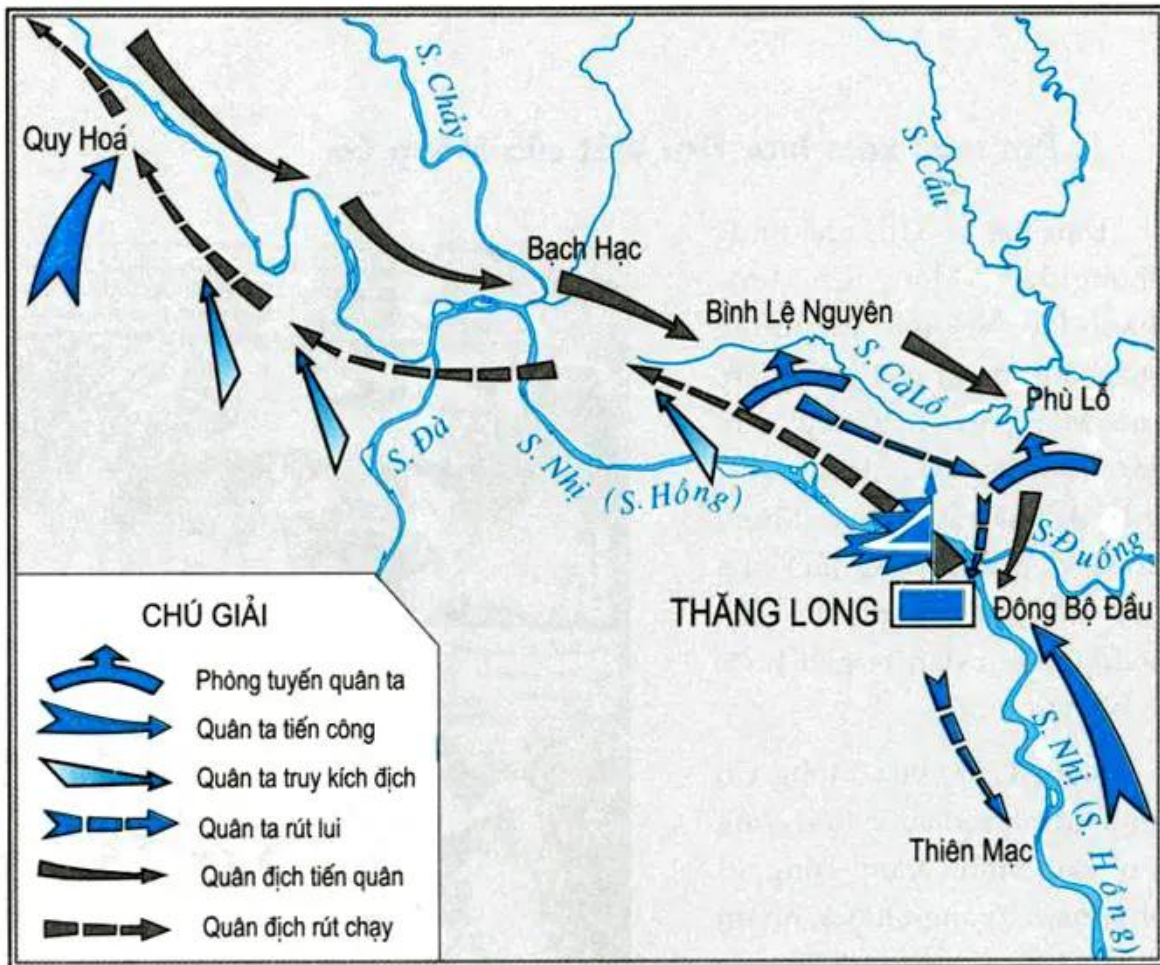 S. Chảy
S. Cầu
Quy Hoá
Bạch Hạc
Bình Lệ Nguyên
S. Cà Lồ
Phù Lỗ
S. Đà
S. Nhị (S. Hồng)
S. Đuống
THĂNG LONG
Đông Bộ Đầu
S. Nhị (S. Hồng)
Thiên Mạc
CHÚ GIẢI
Phòng tuyến quân ta
Quân ta tiến công
Quân ta truy kích địch
Quân ta rút lui
Quân địch tiến quân
Quân địch rút chạy